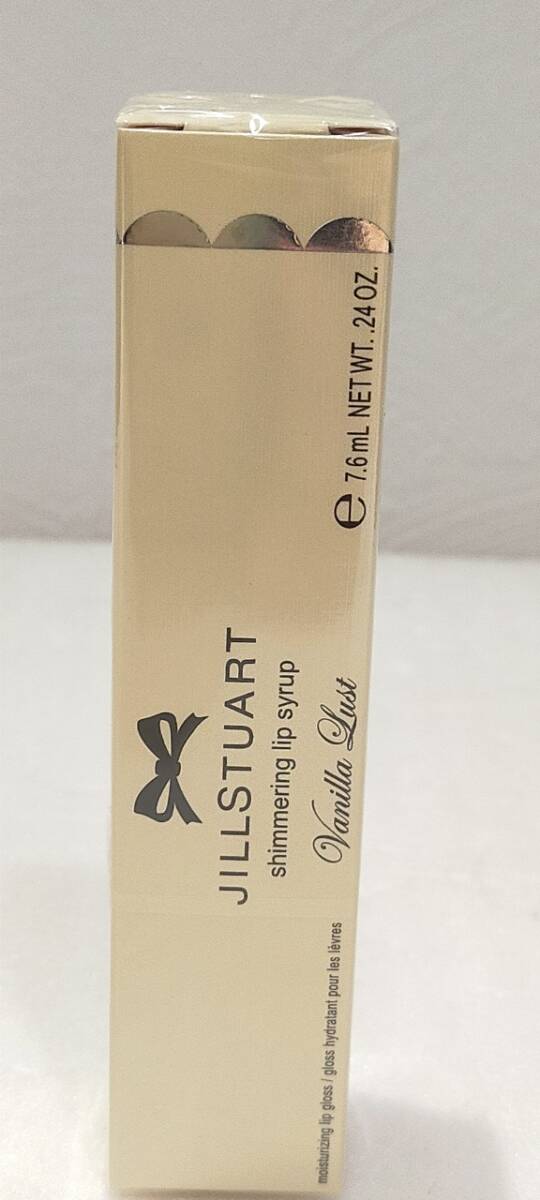 JILLSTUART
shimmering lip syrup
Vanilla Lust
e 7.6 mL NET WT. .24 OZ.
moisturizing lip gloss / gloss hydratant pour les lèvres